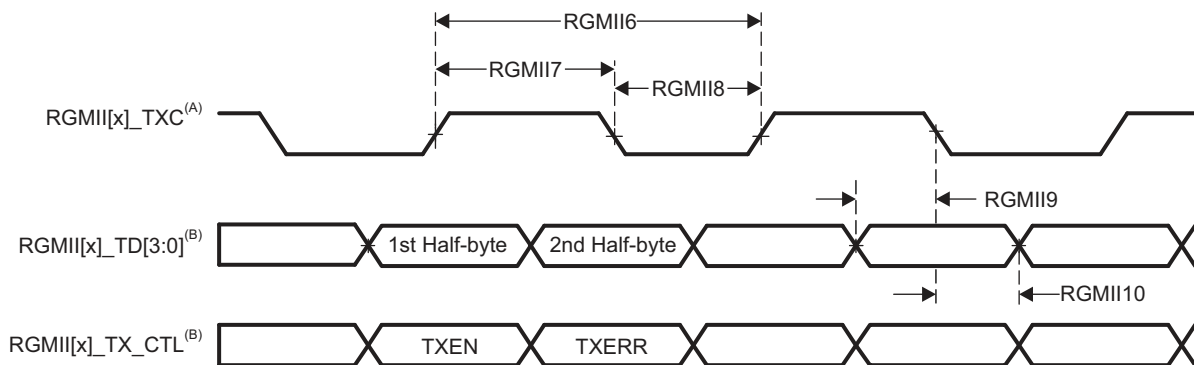 RGMII6
RGMII7
RGMII8
RGMII[x]_TXC(A)
RGMII9
RGMII[x]_TD[3:0](B)
1st Half-byte
2nd Half-byte
RGMII10
RGMII[x]_TX_CTL(B)
TXEN
TXERR